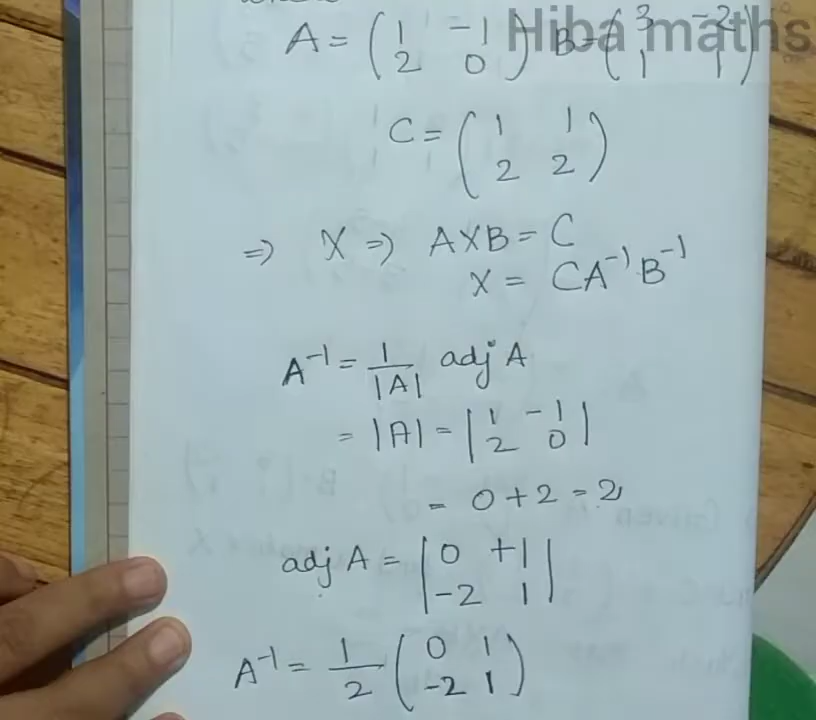 A = ( 1 -1 2 0 ) B = ( 3 -2 1 1 )
Hiba maths
C = ( 1 1 2 2 )
⇒ X ⇒ AXB = C
X = CA⁻¹B⁻¹
A⁻¹ = 1/|A| adj A
= |A| = | 1 -1 2 0 |
= 0 + 2 = 2
adj A = | 0 +1 -2 1 |
A⁻¹ = 1/2 ( 0 1 -2 1 )